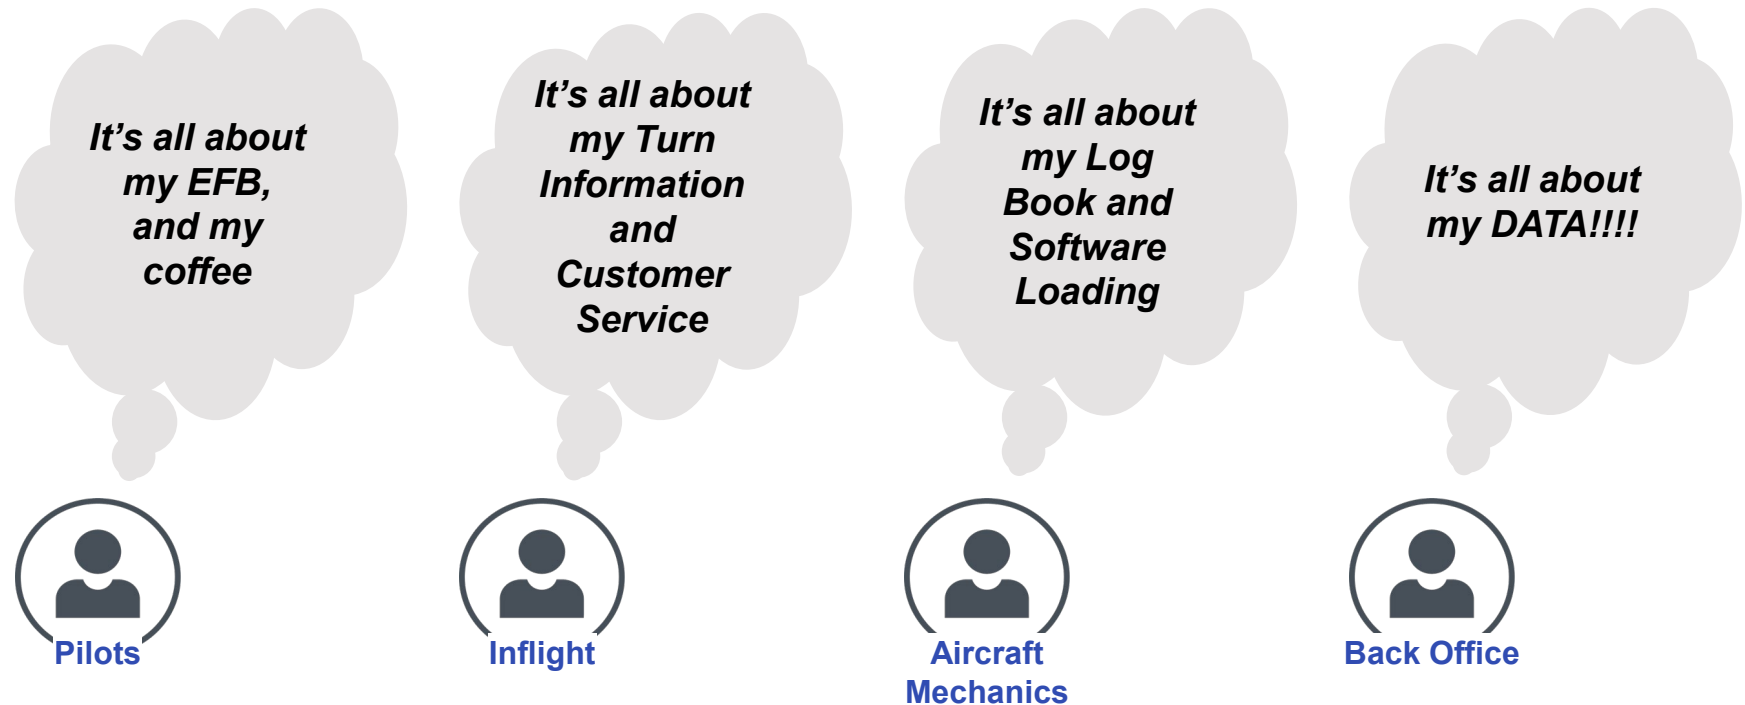 It’s all about
my EFB,
and my
coffee
It’s all about
my Turn
Information
and
Customer
Service
It’s all about
my Log
Book and
Software
Loading
It’s all about
my DATA!!!!
Pilots
Inflight
Aircraft
Mechanics
Back Office